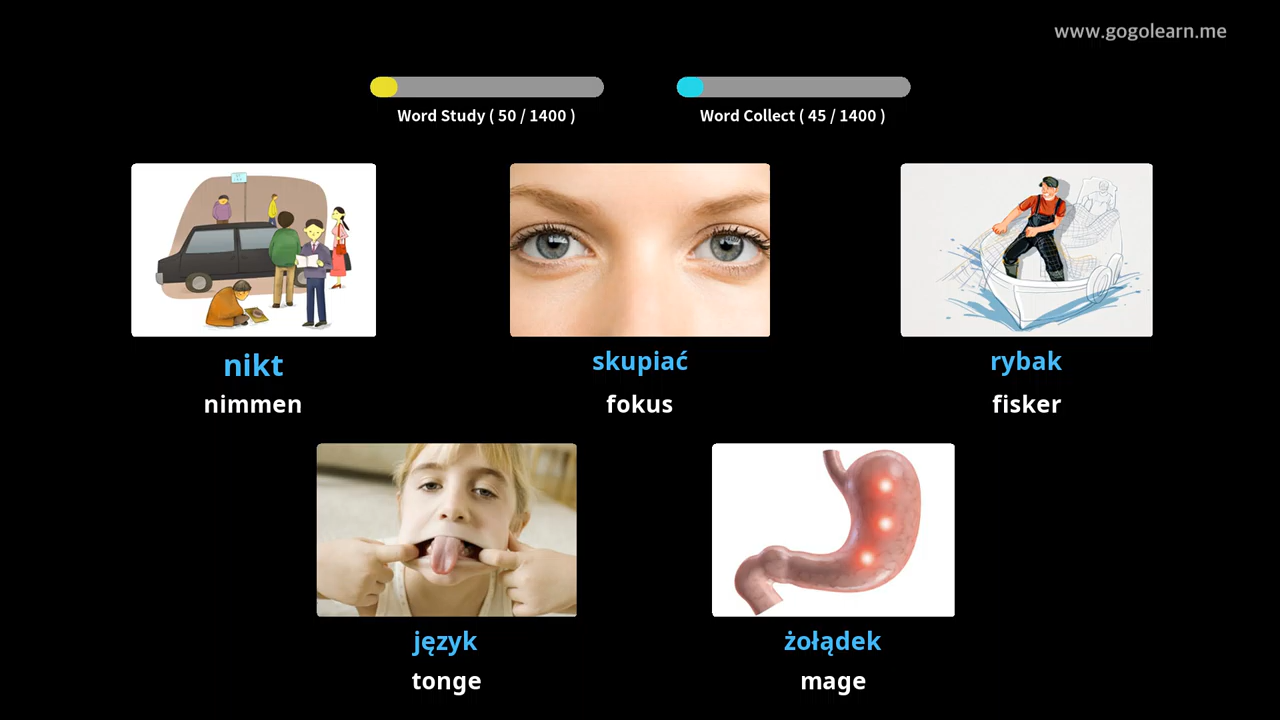 www.gogolearn.me
Word Study ( 50 / 1400 )
Word Collect ( 45 / 1400 )
nikt
nimmen
skupiać
fokus
rybak
fisker
język
tonge
żołądek
mage